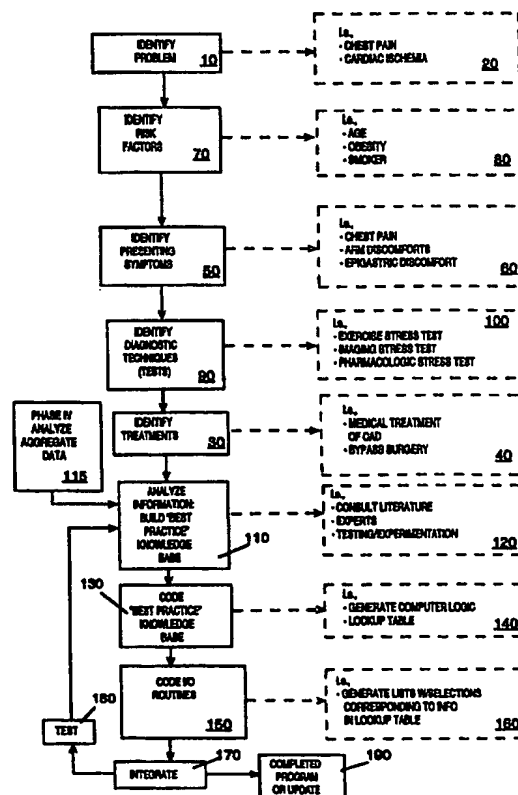 IDENTIFY
PROBLEM
10
i.e.,
• CHEST PAIN
• CARDIAC ISCHEMIA
20
IDENTIFY
RISK
FACTORS
70
i.e.,
• AGE
• OBESITY
• SMOKER
80
IDENTIFY
PRESENTING
SYMPTOMS
50
i.e.,
• CHEST PAIN
• ARM DISCOMFORTS
• EPIGASTRIC DISCOMFORT
60
IDENTIFY
DIAGNOSTIC
TECHNIQUES
(TESTS)
90
i.e.,
100
• EXERCISE STRESS TEST
• IMAGING STRESS TEST
• PHARMACOLOGIC STRESS TEST
IDENTIFY
TREATMENTS
30
i.e.,
• MEDICAL TREATMENT
OF CAD
• BYPASS SURGERY
40
PHASE IV
ANALYZE
AGGREGATE
DATA
115
ANALYZE
INFORMATION:
BUILD "BEST
PRACTICE"
KNOWLEDGE
BASE
110
i.e.,
• CONSULT LITERATURE
• EXPERTS
• TESTING/EXPERIMENTATION
120
130
CODE
"BEST PRACTICE"
KNOWLEDGE
BASE
i.e.,
• GENERATE COMPUTER LOGIC
• LOOKUP TABLE
140
CODE I/O
ROUTINES
150
i.e.,
• GENERATE LISTS W/SELECTIONS
CORRESPONDING TO INFO
IN LOOKUP TABLE
160
180
TEST
170
INTEGRATE
190
COMPLETED
PROGRAM
OR UPDATE